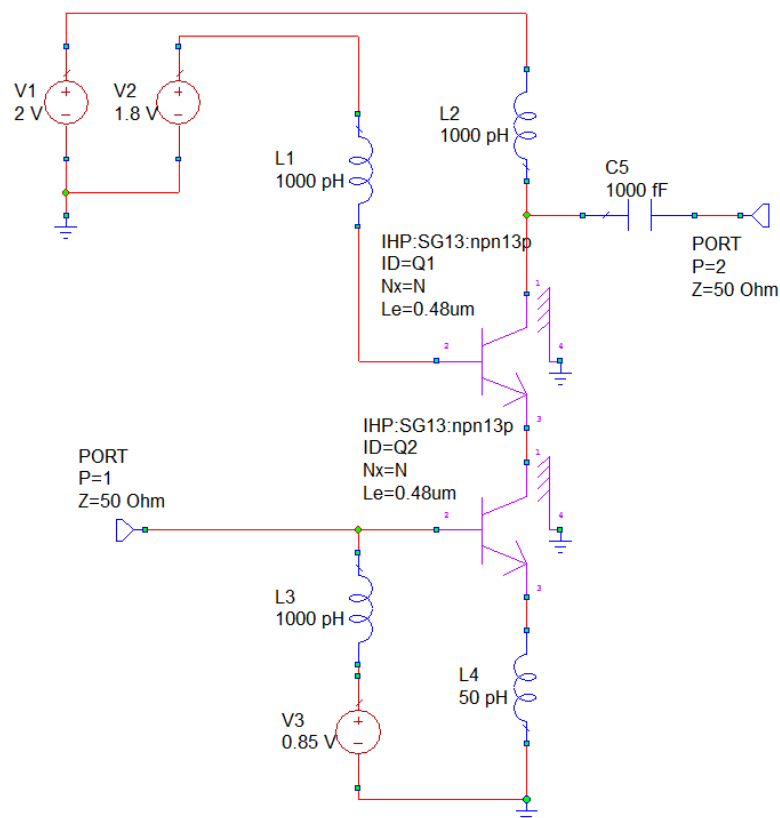 V1
2 V
V2
1.8 V
L1
1000 pH
L2
1000 pH
C5
1000 fF
PORT
P=2
Z=50 Ohm
IHP:SG13:npn13p
ID=Q1
Nx=N
Le=0.48um
1
2
3
4
IHP:SG13:npn13p
ID=Q2
Nx=N
Le=0.48um
1
2
3
4
PORT
P=1
Z=50 Ohm
L3
1000 pH
V3
0.85 V
L4
50 pH